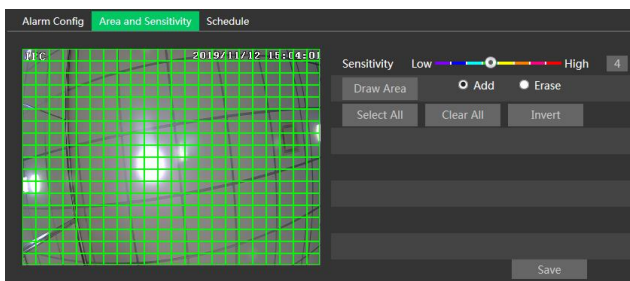 Alarm Config Area and Sensitivity Schedule
IPC 2019/11/12 15:04:01
Sensitivity Low High 4
Draw Area Add Erase
Select All Clear All Invert
Save